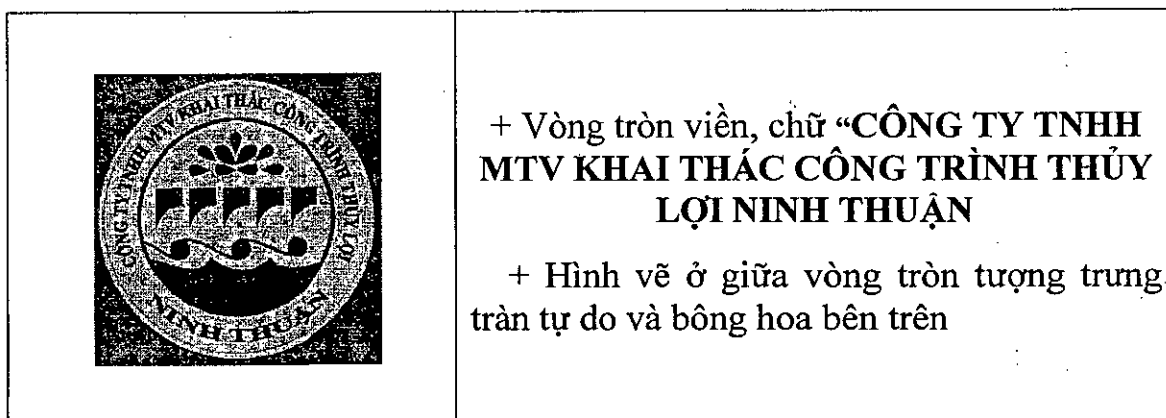 CÔNG TY TNHH MTV KHAI THÁC CÔNG TRÌNH THỦY LỢI
NINH THUẬN
+ Vòng tròn viền, chữ “CÔNG TY TNHH
MTV KHAI THÁC CÔNG TRÌNH THỦY
LỢI NINH THUẬN
+ Hình vẽ ở giữa vòng tròn tượng trưng
tràn tự do và bông hoa bên trên